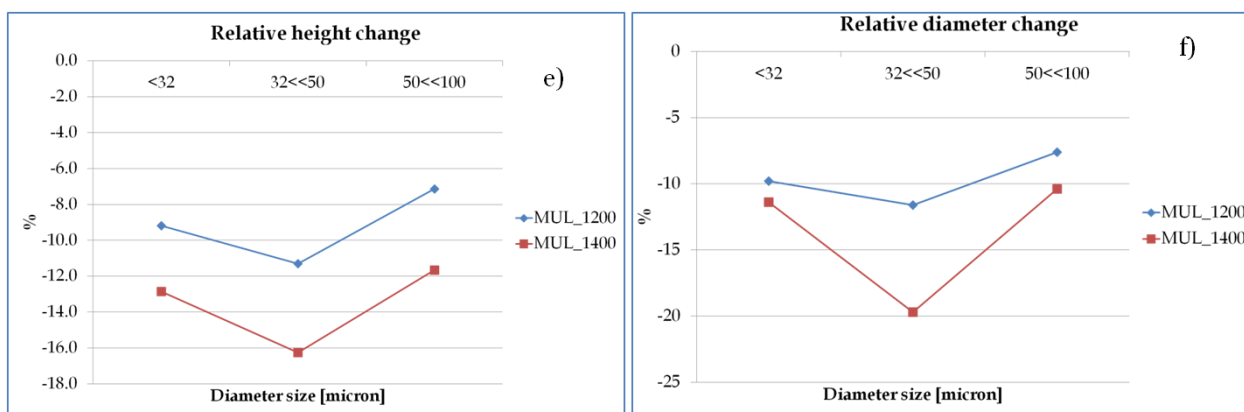 Relative height change
e)
0.0
-2.0
-4.0
-6.0
-8.0
-10.0
-12.0
-14.0
-16.0
-18.0
%
<32
32<<50
50<<100
MUL_1200
MUL_1400
Diameter size [micron]
Relative diameter change
f)
0
-5
-10
-15
-20
-25
%
<32
32<<50
50<<100
MUL_1200
MUL_1400
Diameter size [micron]